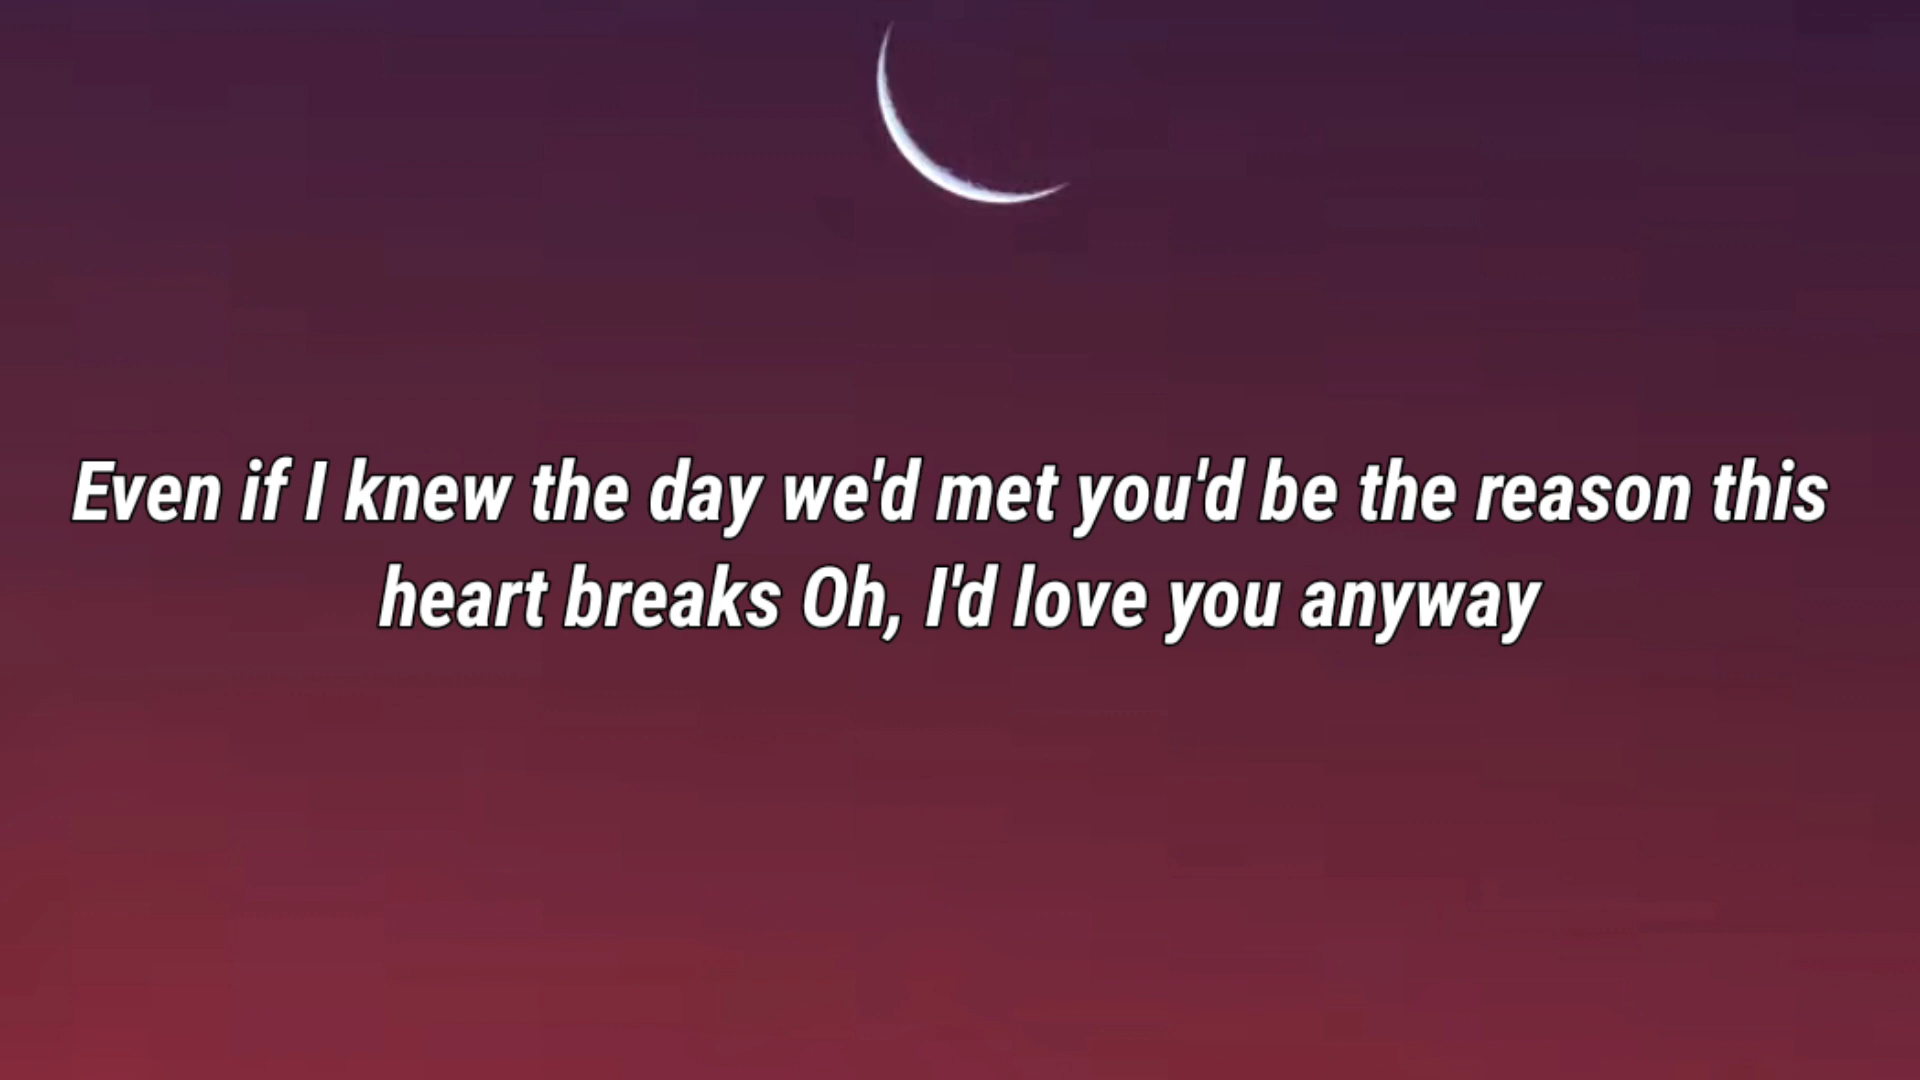 Even if I knew the day we'd met you'd be the reason this
heart breaks Oh, I'd love you anyway